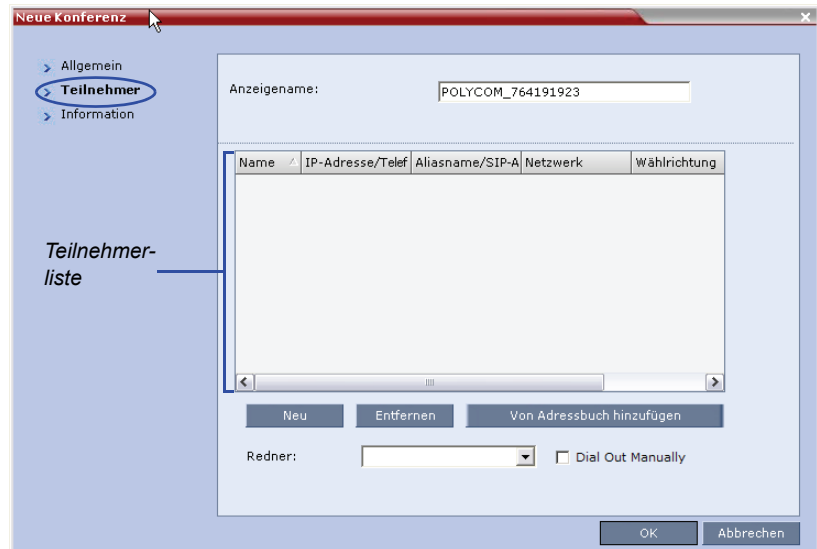 Neue Konferenz
Allgemein
Teilnehmer
Information
Anzeigename: POLYCOM_764191923
Name IP-Adresse/Telef Aliasname/SIP-A Netzwerk Wählrichtung
Teilnehmer-
liste
Neu Entfernen Von Adressbuch hinzufügen
Redner: Dial Out Manually
OK Abbrechen